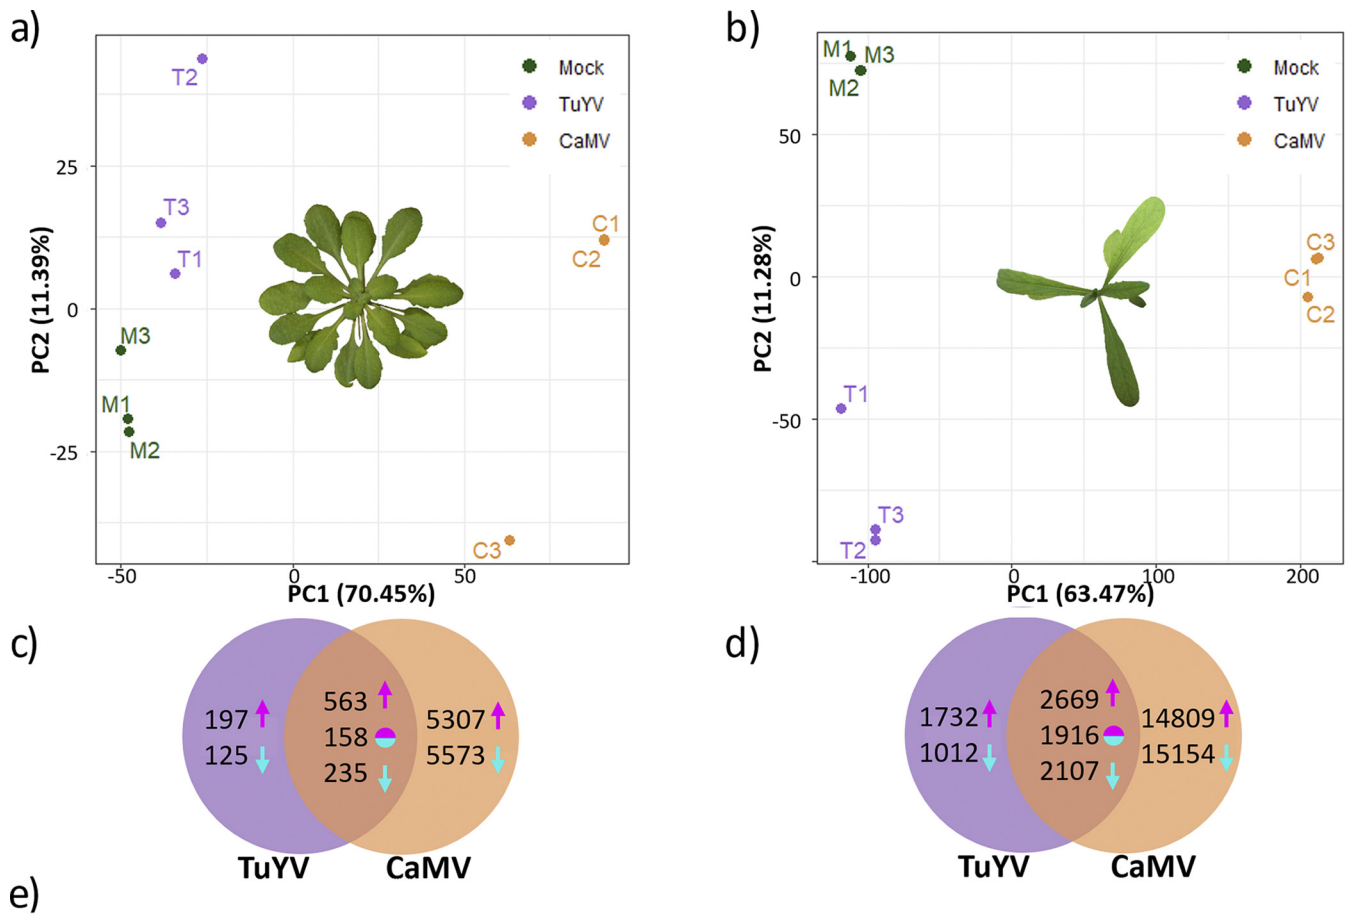 a)
Mock
TuYV
CaMV
T2
T3
T1
M3
M1
M2
C1
C2
C3
25
0
-25
PC2 (11.39%)
-50
0
50
PC1 (70.45%)
b)
Mock
TuYV
CaMV
M1
M3
M2
C3
C1
C2
T1
T3
T2
50
0
-50
PC2 (11.28%)
-100
0
100
200
PC1 (63.47%)
c)
197
125
563
158
235
5307
5573
TuYV
CaMV
d)
1732
1012
2669
1916
2107
14809
15154
TuYV
CaMV
e)